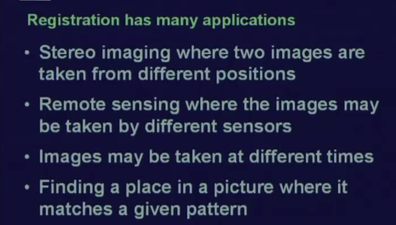 Registration has many applications
• Stereo imaging where two images are
taken from different positions
• Remote sensing where the images may
be taken by different sensors
• Images may be taken at different times
• Finding a place in a picture where it
matches a given pattern